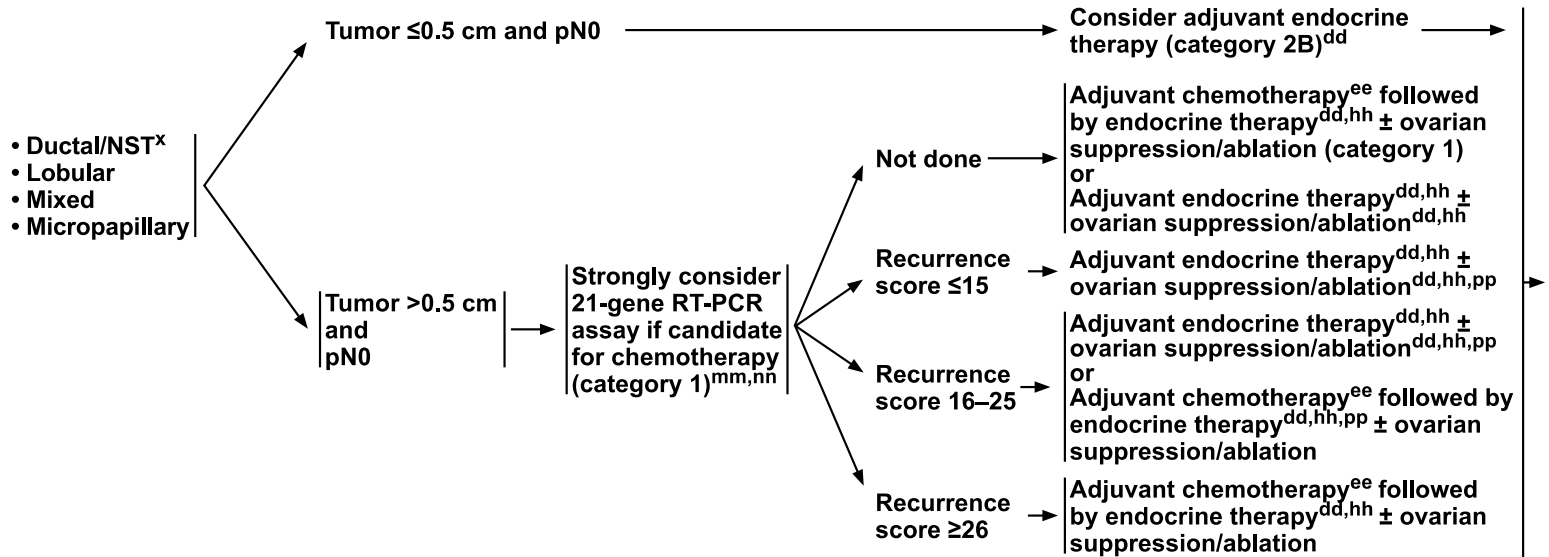 • Ductal/NSTx
• Lobular
• Mixed
• Micropapillary
Tumor ≤0.5 cm and pN0
Consider adjuvant endocrine
therapy (category 2B)dd
Tumor >0.5 cm
and
pN0
Strongly consider
21-gene RT-PCR
assay if candidate
for chemotherapy
(category 1)mm,nn
Not done
Adjuvant chemotherapyee followed
by endocrine therapydd,hh ± ovarian
suppression/ablation (category 1)
or
Adjuvant endocrine therapydd,hh ±
ovarian suppression/ablationdd,hh
Recurrence
score ≤15
Adjuvant endocrine therapydd,hh ±
ovarian suppression/ablationdd,hh,pp
Recurrence
score 16–25
Adjuvant endocrine therapydd,hh ±
ovarian suppression/ablationdd,hh,pp
or
Adjuvant chemotherapyee followed by
endocrine therapydd,hh,pp ± ovarian
suppression/ablation
Recurrence
score ≥26
Adjuvant chemotherapyee followed
by endocrine therapydd,hh ± ovarian
suppression/ablation